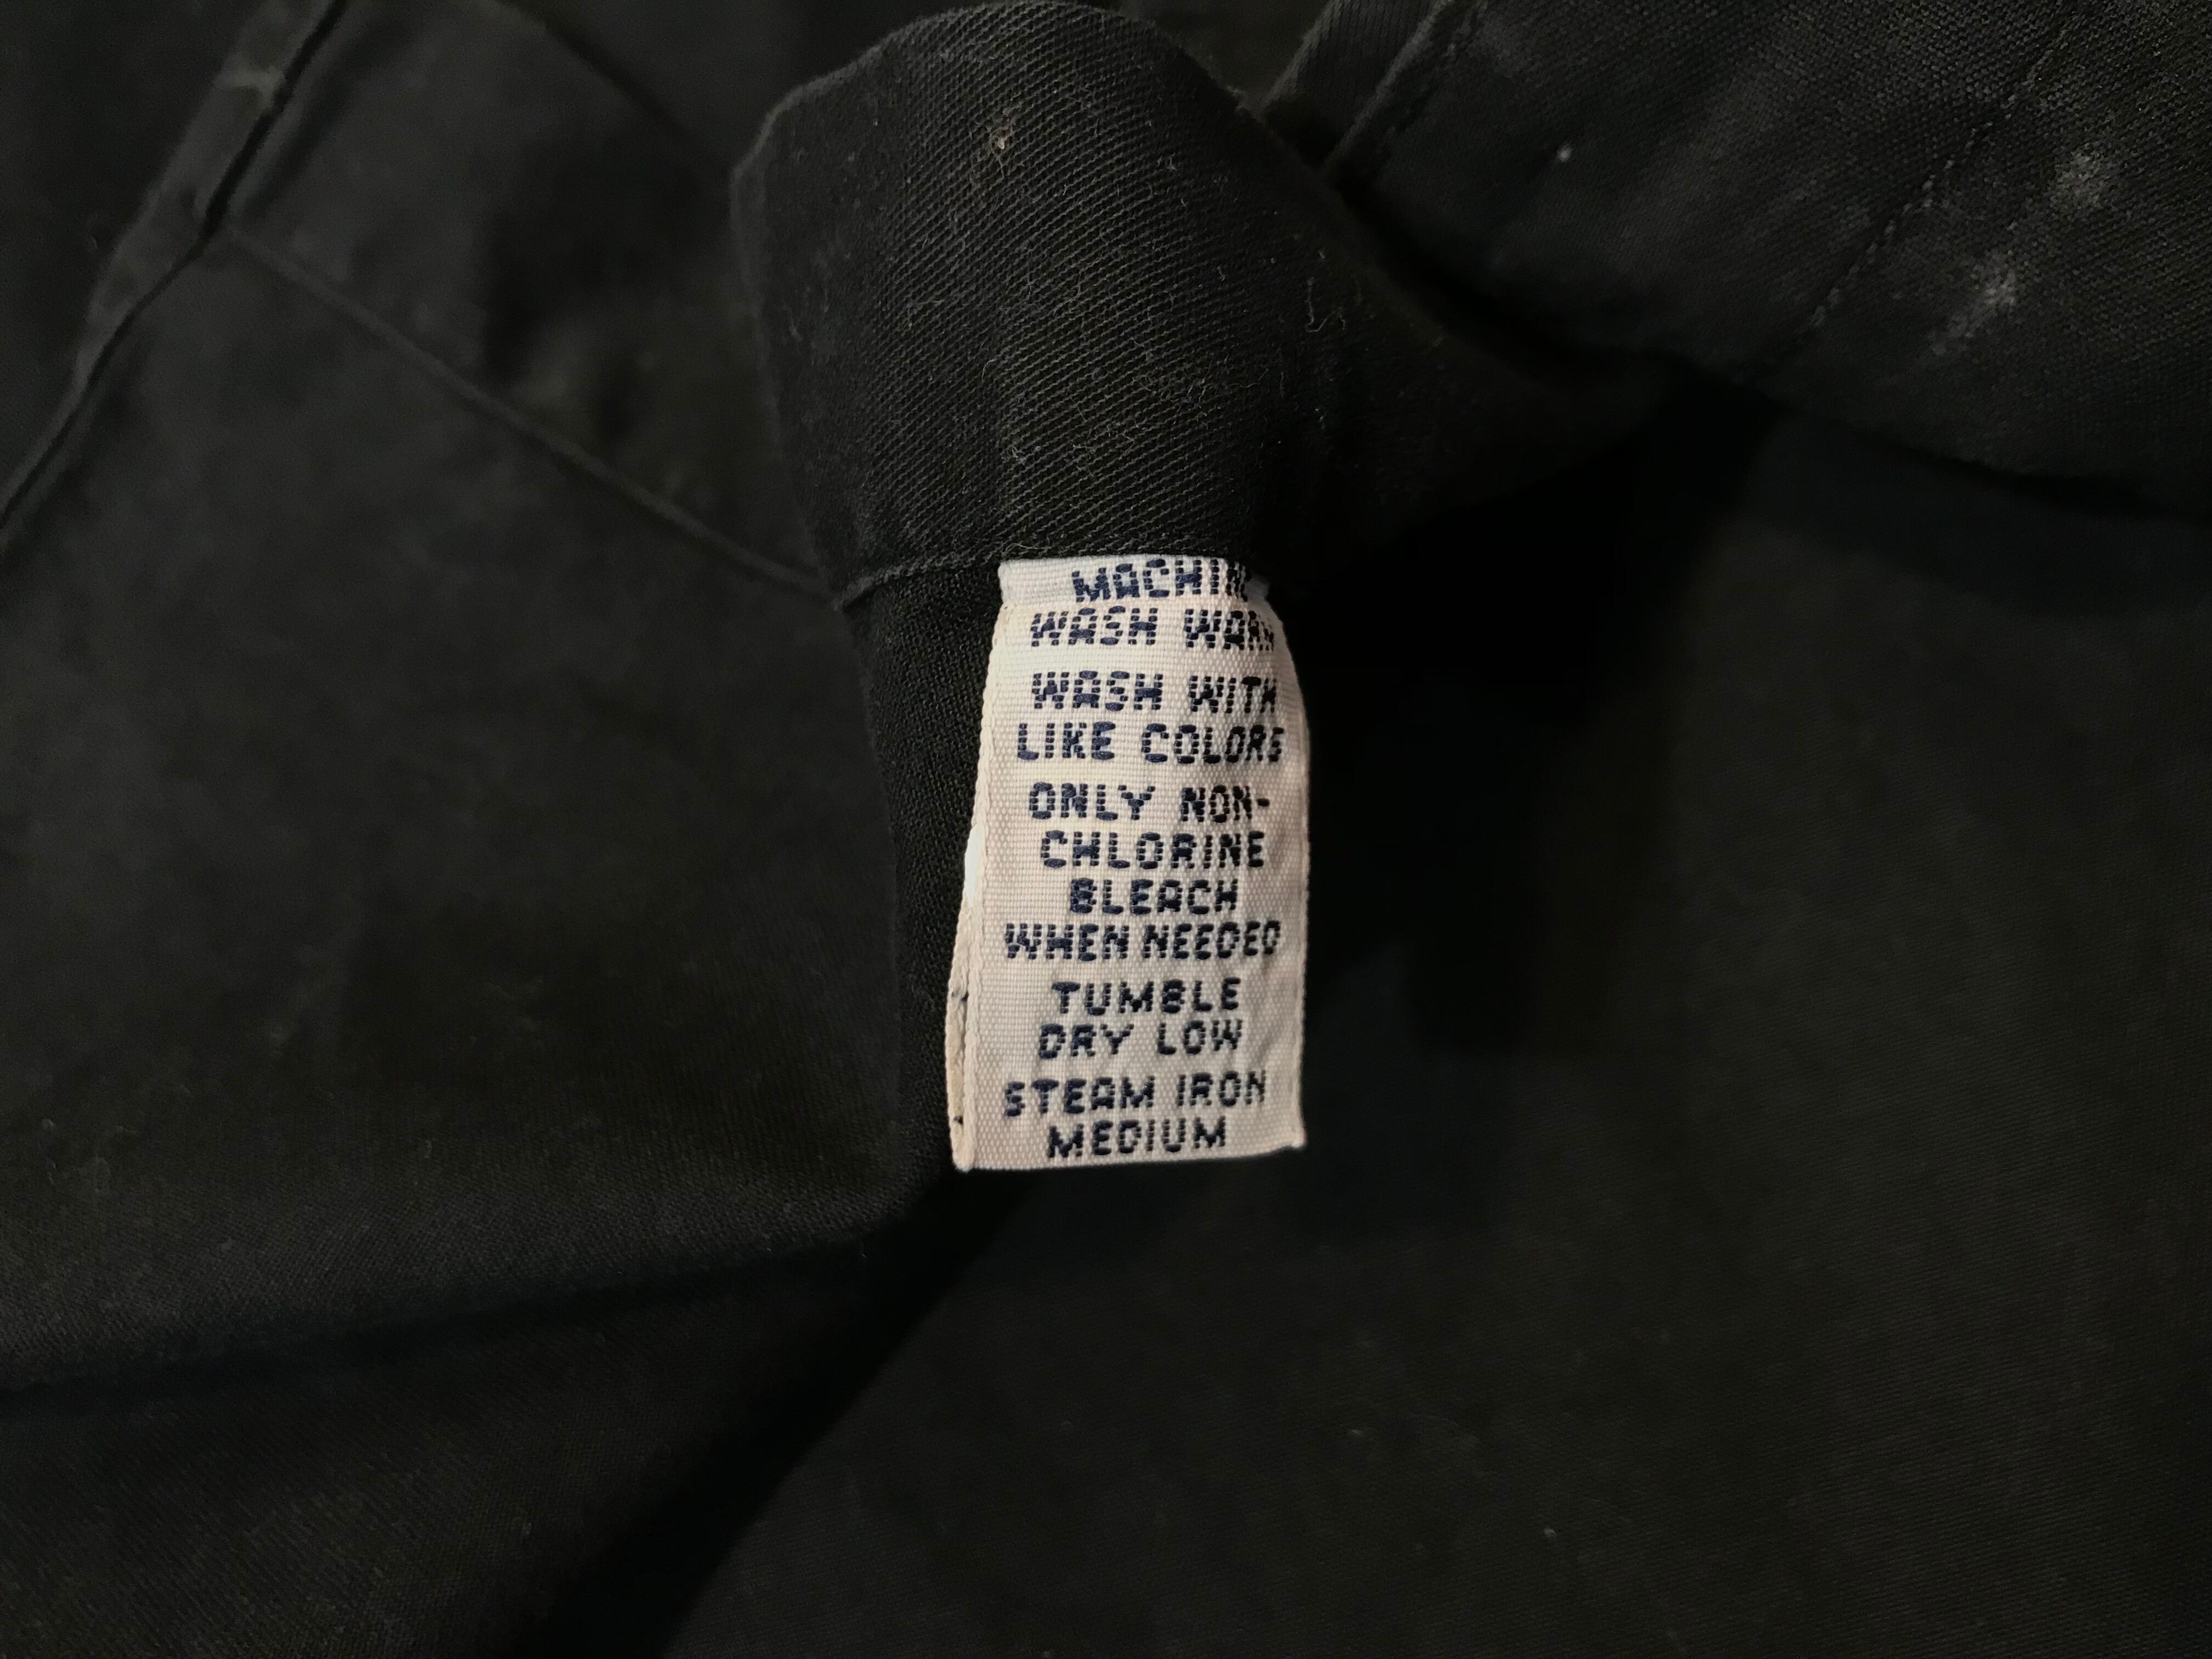 MACHINE
WASH WARM
WASH WITH
LIKE COLORS
ONLY NON-
CHLORINE
BLEACH
WHEN NEEDED
TUMBLE
DRY LOW
STEAM IRON
MEDIUM